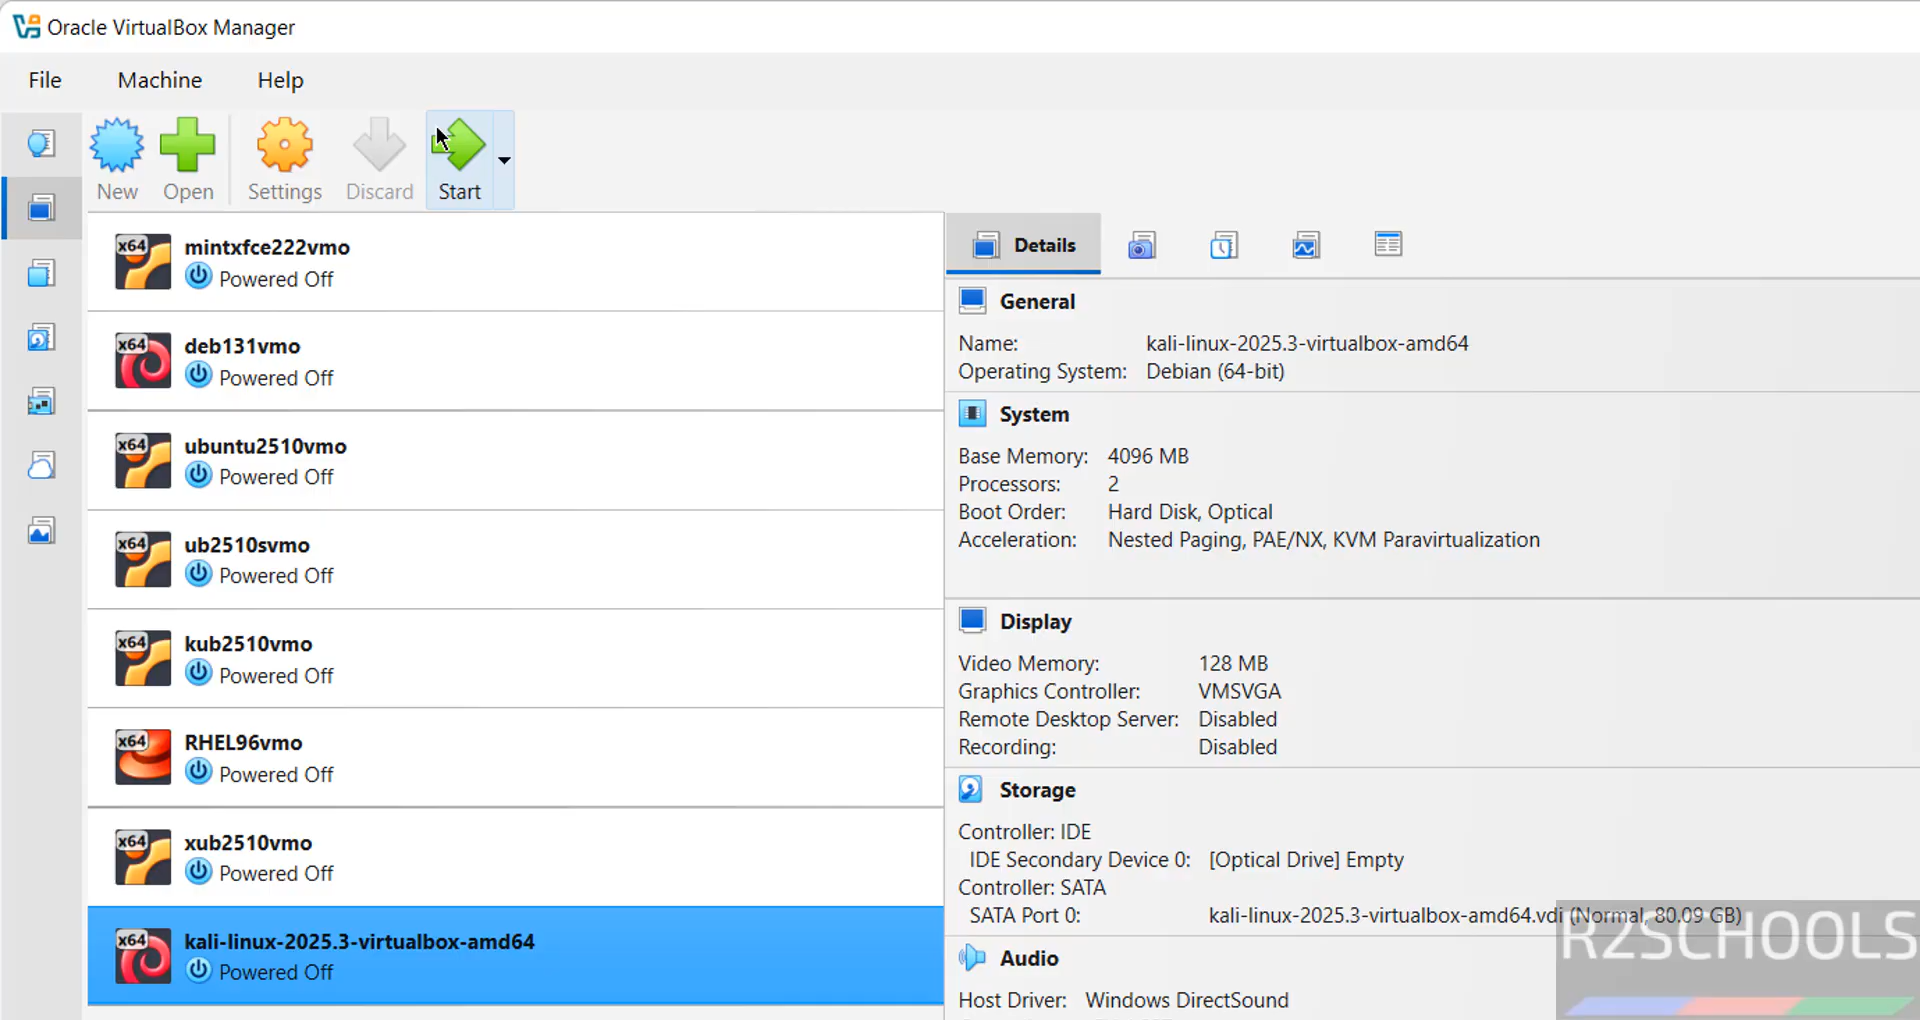 Oracle VirtualBox Manager
File Machine Help
New Open Settings Discard Start
x64 mintxfce222vmo
Powered Off
x64 deb131vmo
Powered Off
x64 ubuntu2510vmo
Powered Off
x64 ub2510svmo
Powered Off
x64 kub2510vmo
Powered Off
x64 RHEL96vmo
Powered Off
x64 xub2510vmo
Powered Off
x64 kali-linux-2025.3-virtualbox-amd64
Powered Off
Details
General
Name: kali-linux-2025.3-virtualbox-amd64
Operating System: Debian (64-bit)
System
Base Memory: 4096 MB
Processors: 2
Boot Order: Hard Disk, Optical
Acceleration: Nested Paging, PAE/NX, KVM Paravirtualization
Display
Video Memory: 128 MB
Graphics Controller: VMSVGA
Remote Desktop Server: Disabled
Recording: Disabled
Storage
Controller: IDE
IDE Secondary Device 0: [Optical Drive] Empty
Controller: SATA
SATA Port 0: kali-linux-2025.3-virtualbox-amd64.vdi (Normal, 80.09 GB)
Audio
Host Driver: Windows DirectSound
R2SCHOOLS